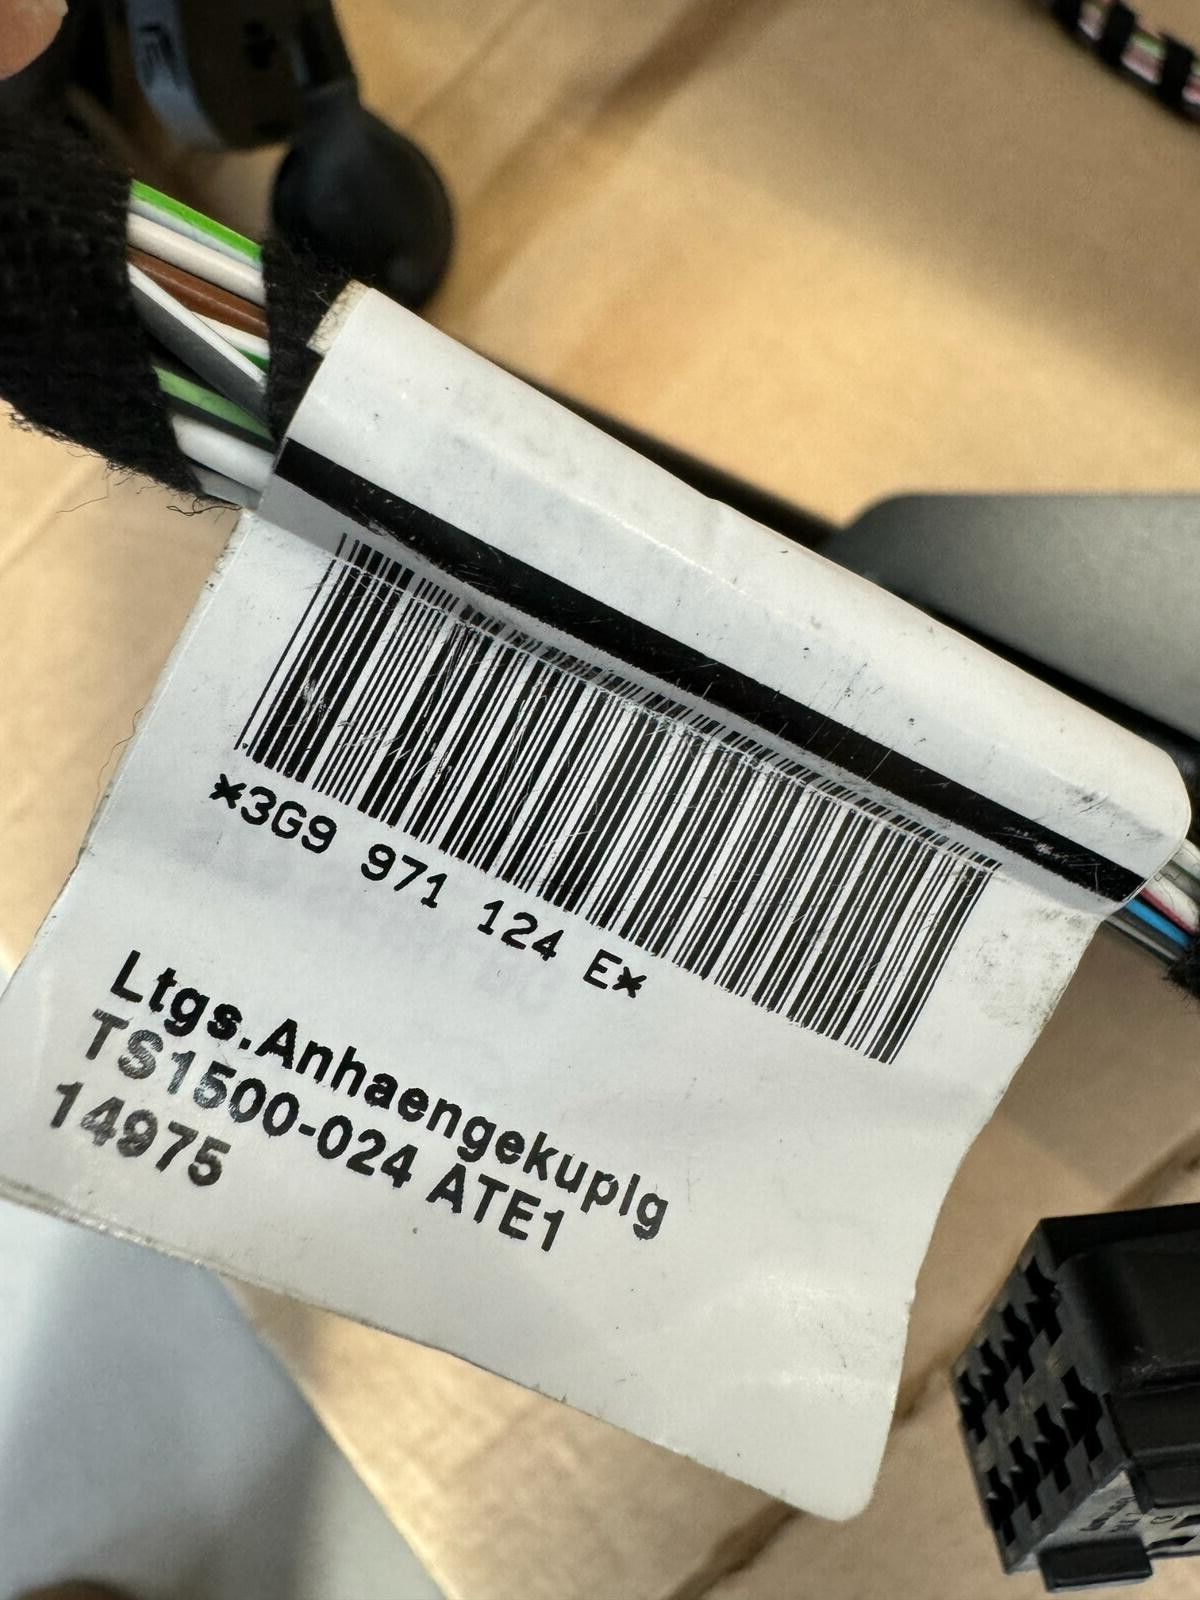 *3G9 971 124 E*
Ltgs.Anhaengekuplg
TS1500-024 ATE1
14975